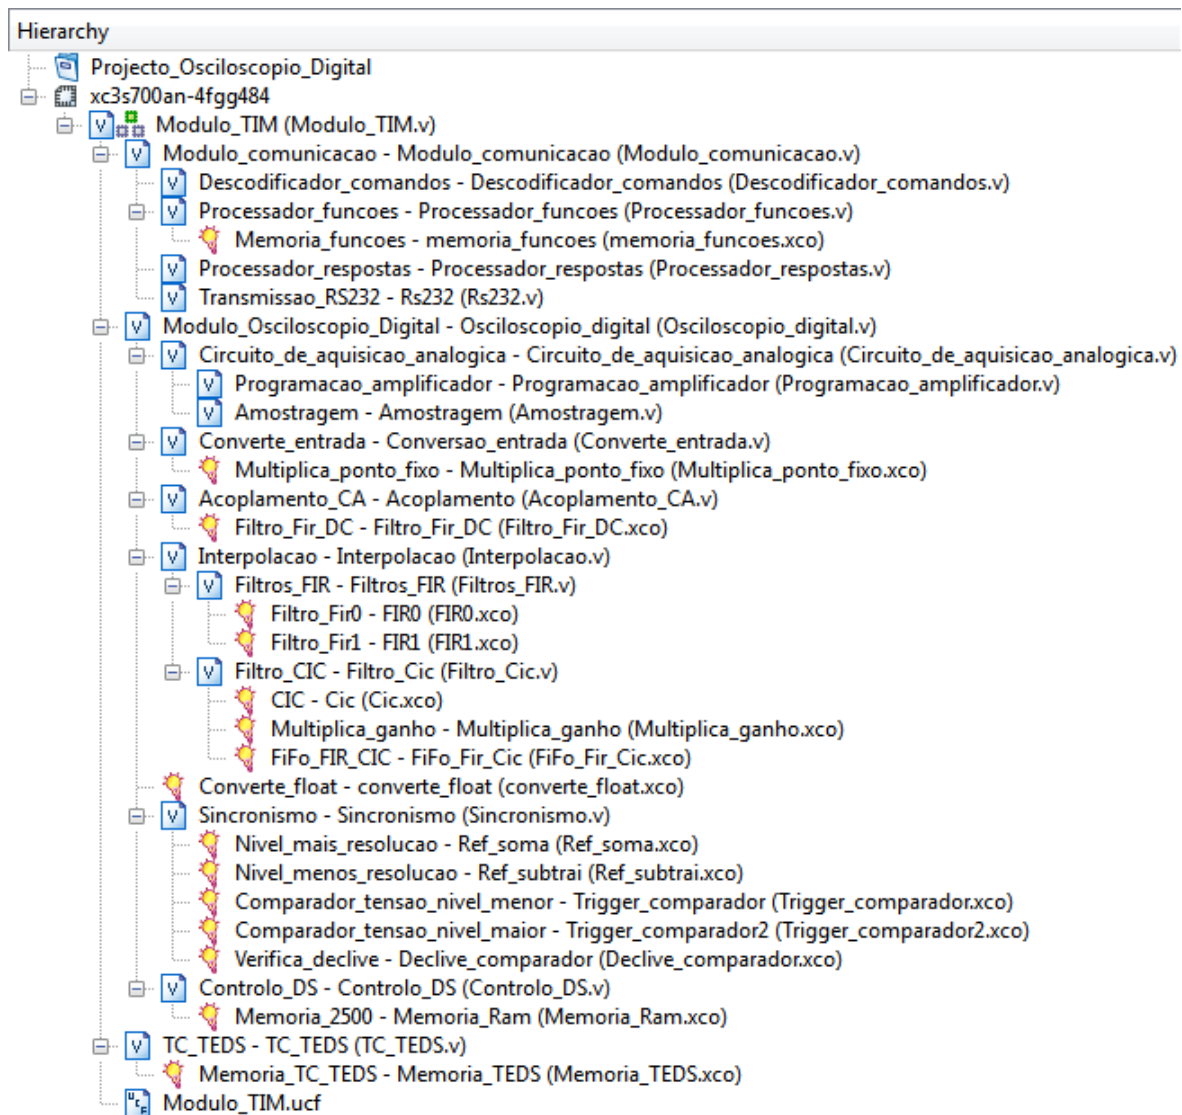 Hierarchy
Projecto_Osciloscopio_Digital
xc3s700an-4fgg484
Modulo_TIM (Modulo_TIM.v)
Modulo_comunicacao - Modulo_comunicacao (Modulo_comunicacao.v)
Descodificador_comandos - Descodificador_comandos (Descodificador_comandos.v)
Processador_funcoes - Processador_funcoes (Processador_funcoes.v)
Memoria_funcoes - memoria_funcoes (memoria_funcoes.xco)
Processador_respostas - Processador_respostas (Processador_respostas.v)
Transmissao_RS232 - Rs232 (Rs232.v)
Modulo_Osciloscopio_Digital - Osciloscopio_digital (Osciloscopio_digital.v)
Circuito_de_aquisicao_analogica - Circuito_de_aquisicao_analogica (Circuito_de_aquisicao_analogica.v)
Programacao_amplificador - Programacao_amplificador (Programacao_amplificador.v)
Amostragem - Amostragem (Amostragem.v)
Converte_entrada - Conversao_entrada (Converte_entrada.v)
Multiplica_ponto_fixo - Multiplica_ponto_fixo (Multiplica_ponto_fixo.xco)
Acoplamento_CA - Acoplamento (Acoplamento_CA.v)
Filtro_Fir_DC - Filtro_Fir_DC (Filtro_Fir_DC.xco)
Interpolacao - Interpolacao (Interpolacao.v)
Filtros_FIR - Filtros_FIR (Filtros_FIR.v)
Filtro_Fir0 - FIR0 (FIR0.xco)
Filtro_Fir1 - FIR1 (FIR1.xco)
Filtro_CIC - Filtro_Cic (Filtro_Cic.v)
CIC - Cic (Cic.xco)
Multiplica_ganho - Multiplica_ganho (Multiplica_ganho.xco)
FiFo_FIR_CIC - FiFo_Fir_Cic (FiFo_Fir_Cic.xco)
Converte_float - converte_float (converte_float.xco)
Sincronismo - Sincronismo (Sincronismo.v)
Nivel_mais_resolucao - Ref_soma (Ref_soma.xco)
Nivel_menos_resolucao - Ref_subtrai (Ref_subtrai.xco)
Comparador_tensao_nivel_menor - Trigger_comparador (Trigger_comparador.xco)
Comparador_tensao_nivel_maior - Trigger_comparador2 (Trigger_comparador2.xco)
Verifica_declive - Declive_comparador (Declive_comparador.xco)
Controlo_DS - Controlo_DS (Controlo_DS.v)
Memoria_2500 - Memoria_Ram (Memoria_Ram.xco)
TC_TEDS - TC_TEDS (TC_TEDS.v)
Memoria_TC_TEDS - Memoria_TEDS (Memoria_TEDS.xco)
Modulo_TIM.ucf